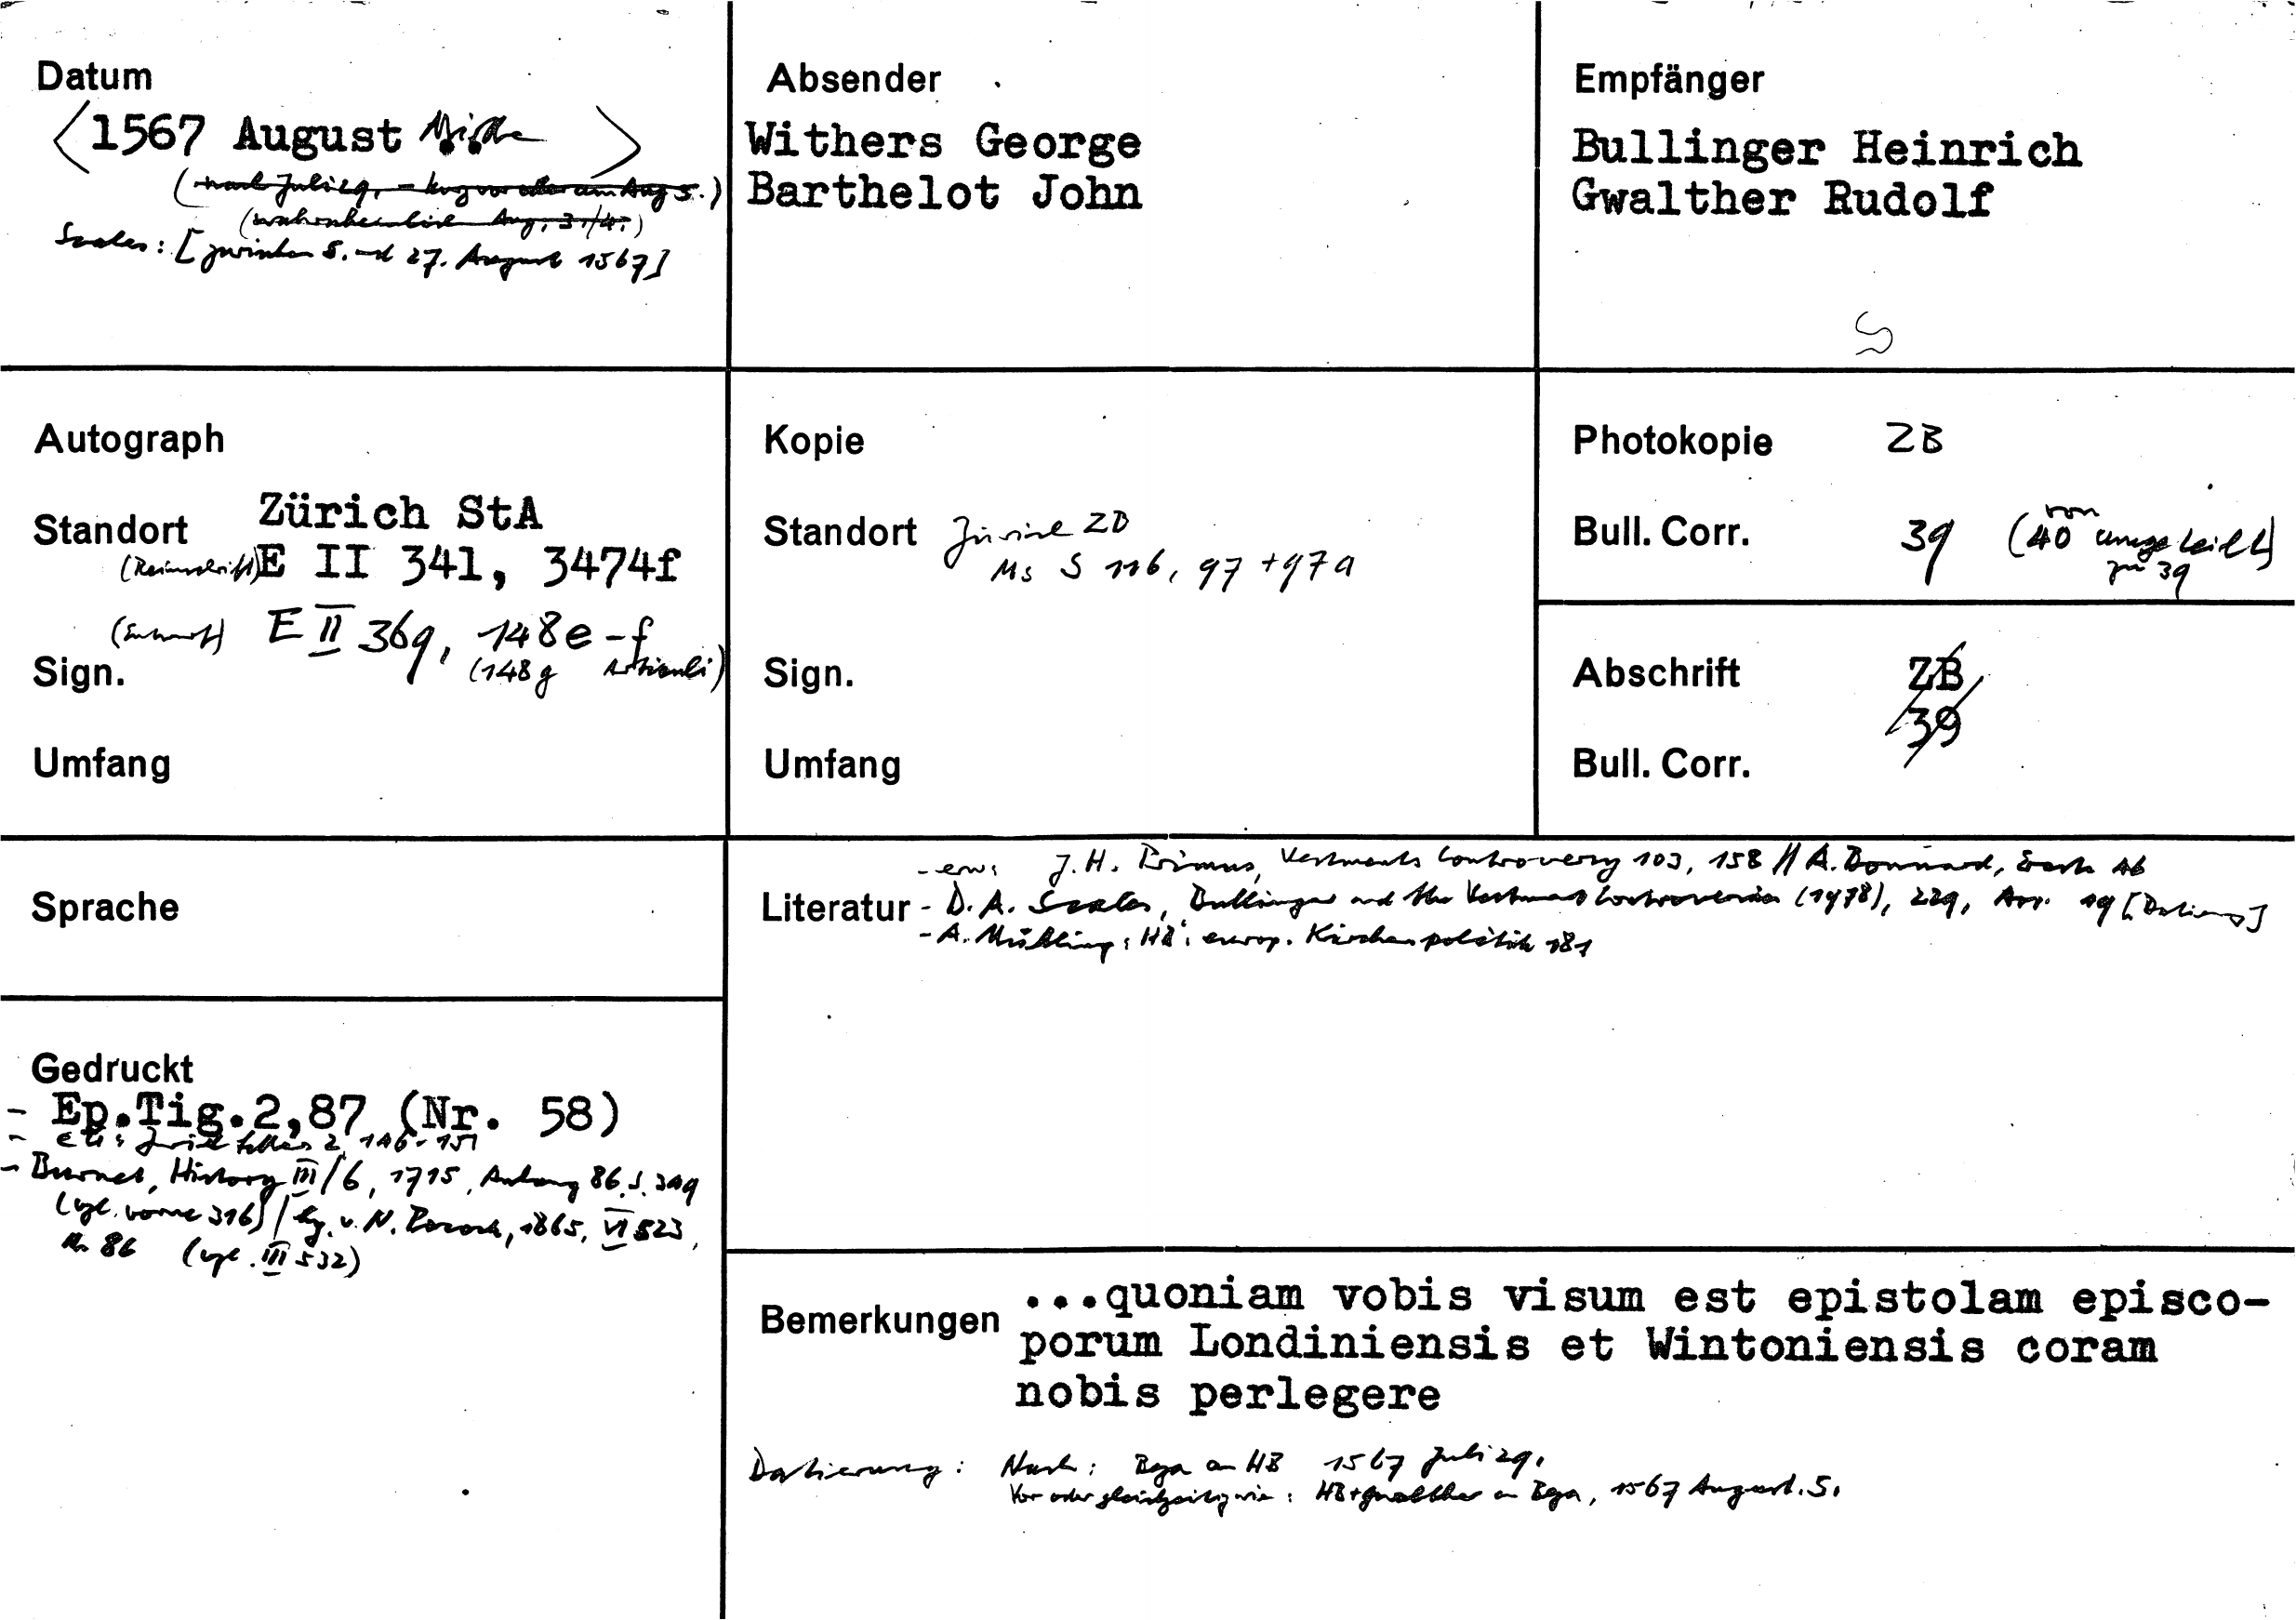 Datum
<1567 August Mitte>
(nach Juli 29, - kurz vor oder am Aug 5.)
(wahrscheinlich Aug. 3./4.)
Scales: [zwischen 5. und 27. August 1567]
Absender
Withers George
Barthelot John
Empfänger
Bullinger Heinrich
Gwalther Rudolf
S
Autograph
Standort Zürich StA
(Reinschrift) E II 341, 3474f
(Entwurf) E II 369, 148e-f
Sign. (148g Articuli)
Umfang
Kopie
Standort Zürich ZB
Ms S 116, 97 + 97a
Sign.
Umfang
Photokopie ZB
Bull. Corr. 39 (von 40 umgeteilt zu 39)
Abschrift ZB
39
Bull. Corr.
Sprache
Literatur
- erw: J.H. Primus, Vestments Controversy 103, 158 // A. Bonnard, 46
- D. A. Scales, Bullinger and the Vestment Controversies (1978), 229, Anm. 19 [Datierung]
- A. Mühling: HB's europ. Kirchenpolitik 181
Gedruckt
- Ep.Tig.2,87 (Nr. 58)
- Zurich Letters 2, 146-151
- Burnet, History III/6, 1715, Anhang 86, S. 349
(vgl. vorne 316) / hg. v. N. Pocock, 1865, VI 523,
Nr. 86 (vgl. III 532)
Bemerkungen
...quoniam vobis visum est epistolam episco-
porum Londiniensis et Wintoniensis coram
nobis perlegere
Datierung: Nach: Beza an HB 1567 Juli 29.
Vor oder gleichzeitig wie: HB+Gwalther an Beza, 1567 August. 5.